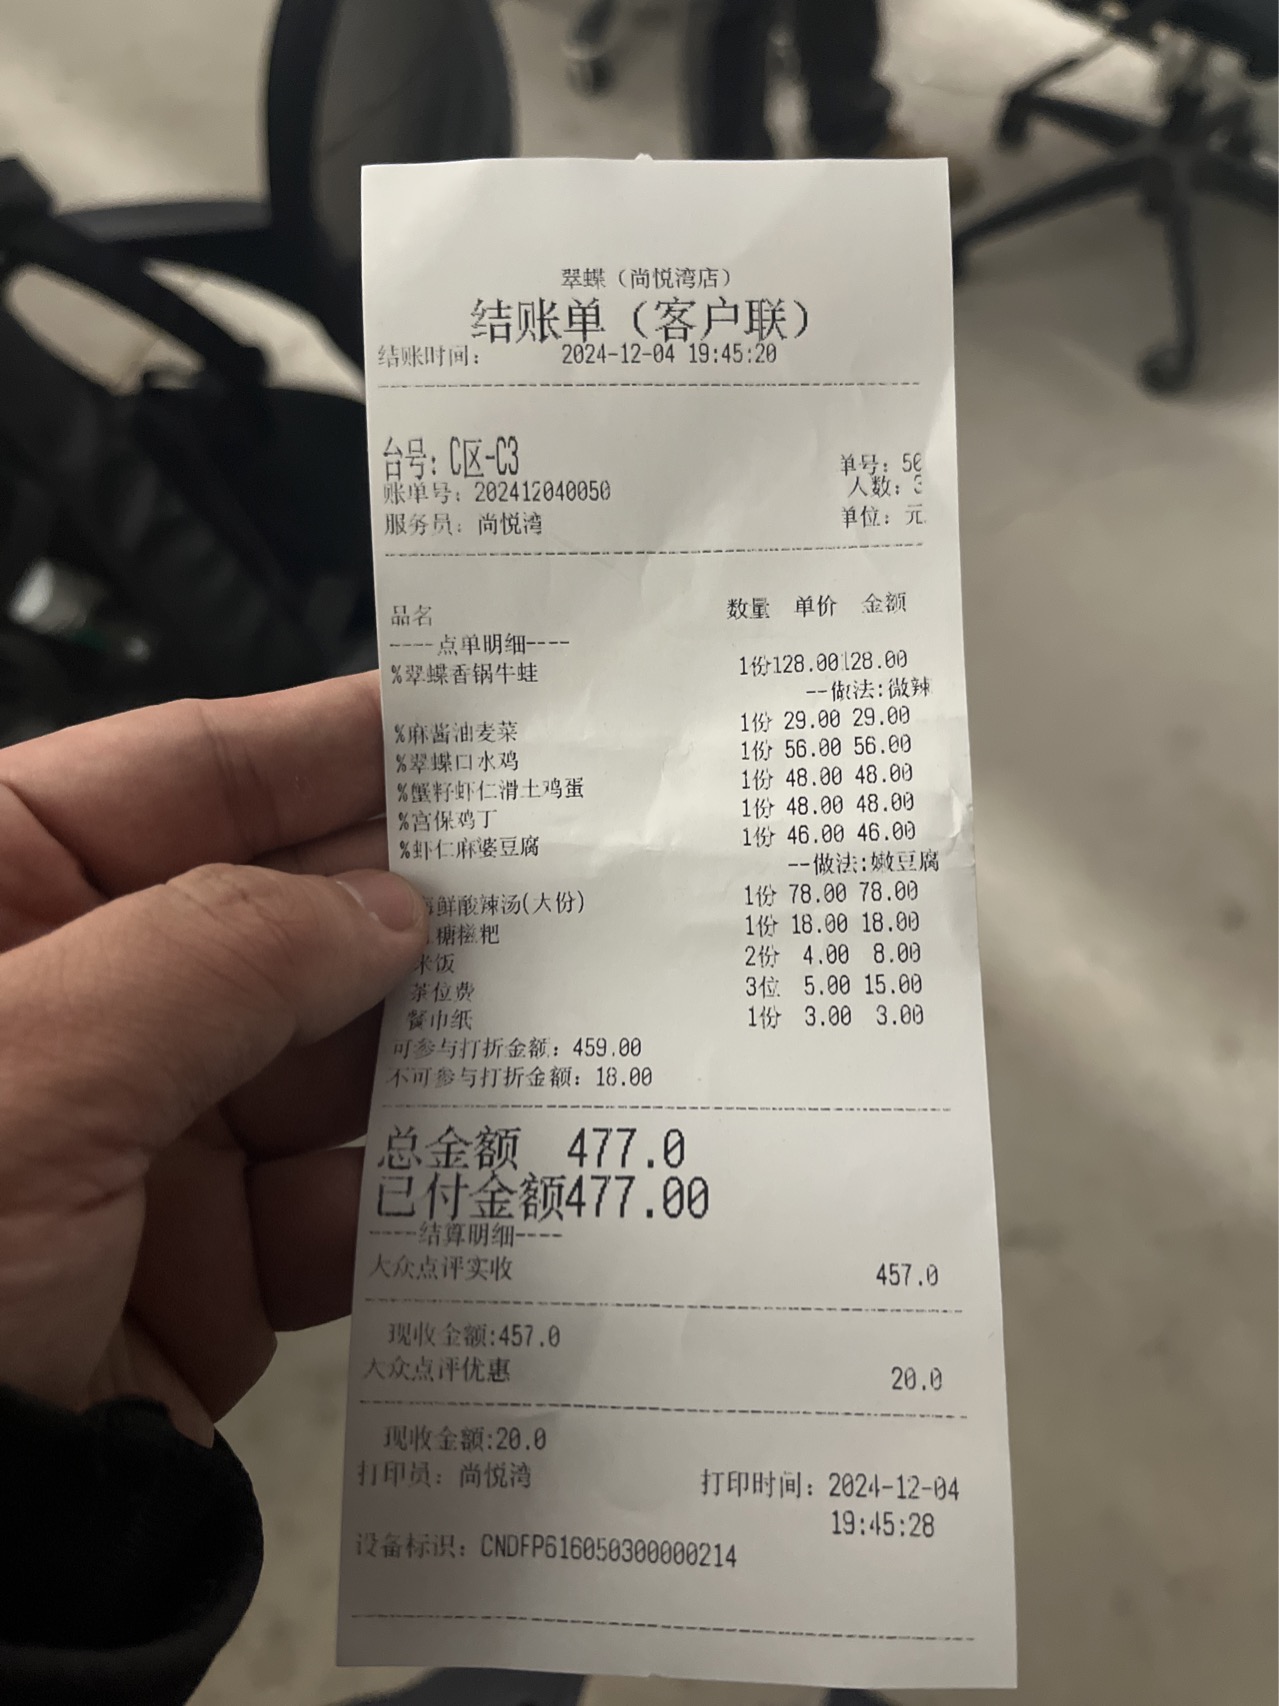 翠蝶（尚悦湾店）
结账单（客户联）
结账时间： 2024-12-04 19:45:20
台号：C区-C3 单号：50
账单号：202412040050 人数：3
服务员：尚悦湾 单位：元
品名 数量 单价 金额
----点单明细----
%翠蝶香锅牛蛙 1份128.00128.00
--做法:微辣
%麻酱油麦菜 1份 29.00 29.00
%翠蝶口水鸡 1份 56.00 56.00
%蟹籽虾仁滑土鸡蛋 1份 48.00 48.00
%宫保鸡丁 1份 48.00 48.00
%虾仁麻婆豆腐 1份 46.00 46.00
--做法:嫩豆腐
海鲜酸辣汤(大份) 1份 78.00 78.00
糖糍粑 1份 18.00 18.00
米饭 2份 4.00 8.00
茶位费 3位 5.00 15.00
餐巾纸 1份 3.00 3.00
可参与打折金额：459.00
不可参与打折金额：18.00
总金额 477.0
已付金额477.00
----结算明细----
大众点评实收 457.0
现收金额:457.0
大众点评优惠 20.0
现收金额:20.0
打印员：尚悦湾 打印时间：2024-12-04
19:45:28
设备标识：CNDFP616050300000214